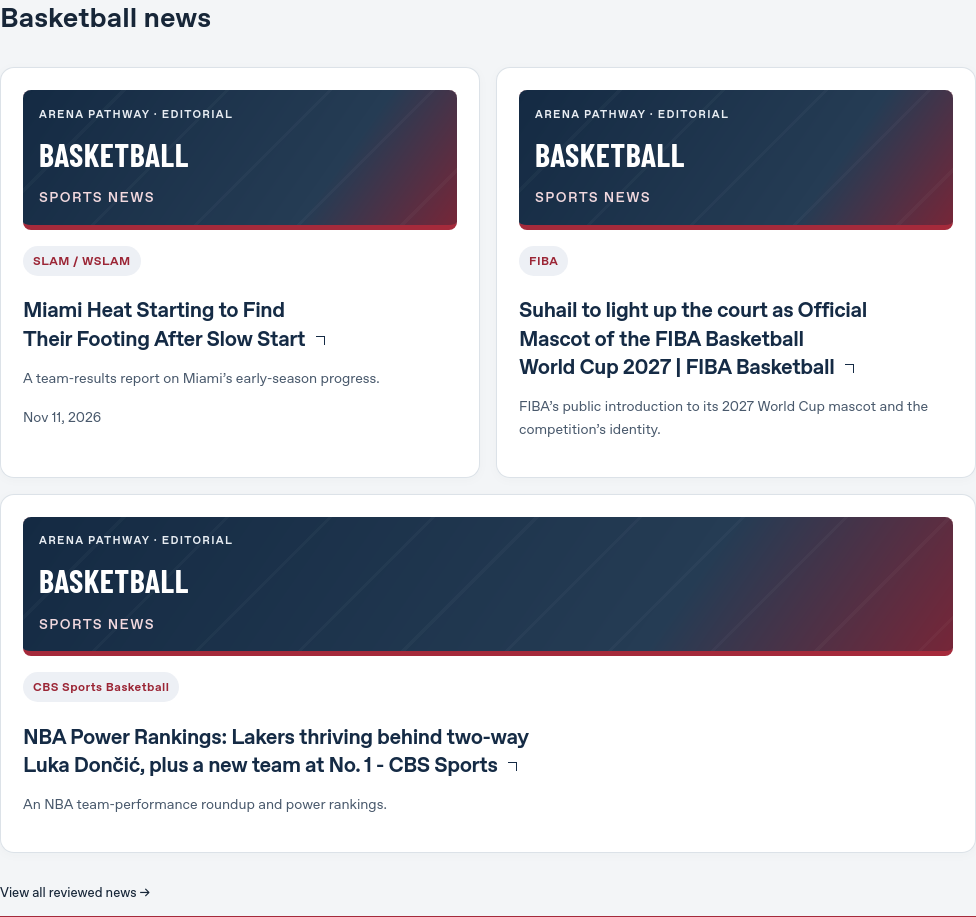 Basketball news
ARENA PATHWAY · EDITORIAL
BASKETBALL
SPORTS NEWS
SLAM / WSLAM
Miami Heat Starting to Find
Their Footing After Slow Start
A team-results report on Miami’s early-season progress.
Nov 11, 2026
ARENA PATHWAY · EDITORIAL
BASKETBALL
SPORTS NEWS
FIBA
Suhail to light up the court as Official
Mascot of the FIBA Basketball
World Cup 2027 | FIBA Basketball
FIBA’s public introduction to its 2027 World Cup mascot and the
competition’s identity.
ARENA PATHWAY · EDITORIAL
BASKETBALL
SPORTS NEWS
CBS Sports Basketball
NBA Power Rankings: Lakers thriving behind two-way
Luka Dončić, plus a new team at No. 1 - CBS Sports
An NBA team-performance roundup and power rankings.
View all reviewed news →